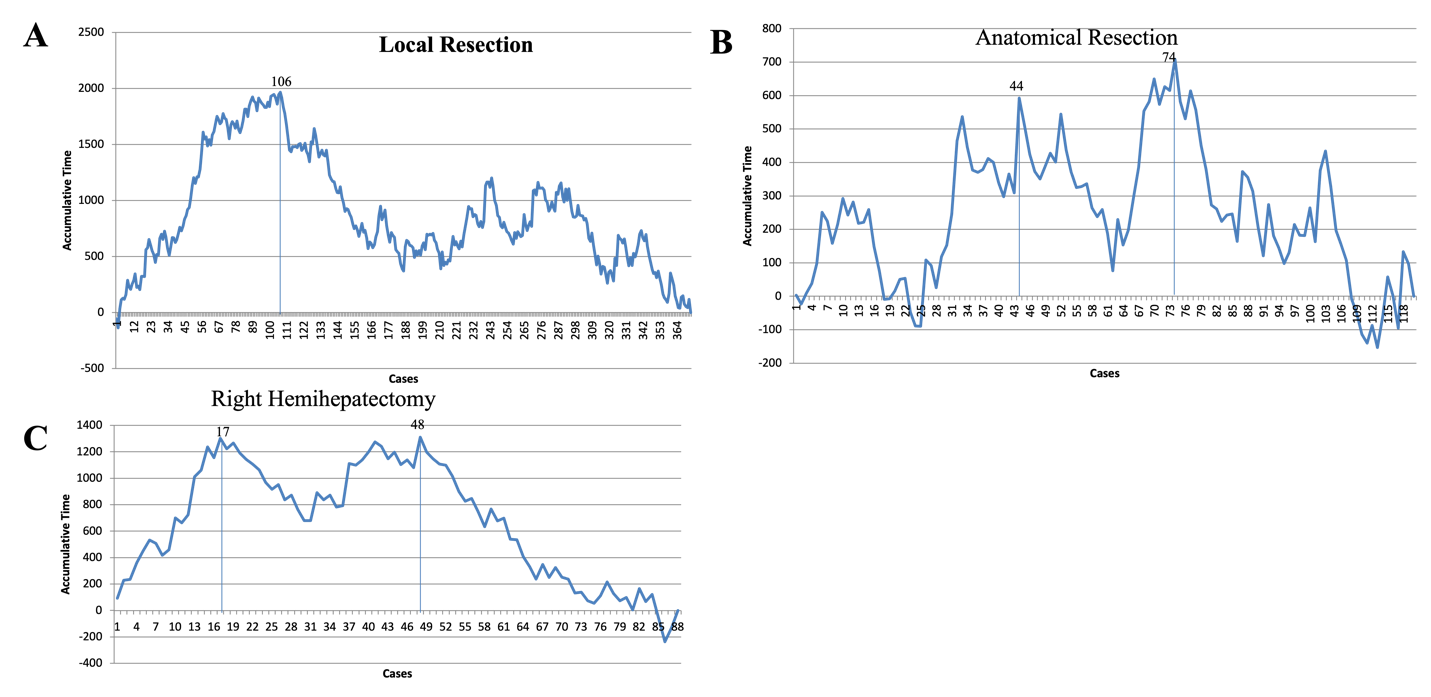 A
Local Resection
106
2500
2000
1500
1000
500
0
-500
Accumulative Time
1 12 23 34 45 56 67 78 89 100 111 122 133 144 155 166 177 188 199 210 221 232 243 254 265 276 287 298 309 320 331 342 353 364
Cases
B
Anatomical Resection
44
74
800
700
600
500
400
300
200
100
0
-100
-200
Accumulative Time
1 4 7 10 13 16 19 22 25 28 31 34 37 40 43 46 49 52 55 58 61 64 67 70 73 76 79 82 85 88 91 94 97 100 103 106 109 112 115 118
Cases
C
Right Hemihepatectomy
17
48
1400
1200
1000
800
600
400
200
0
-200
-400
Accumulative Time
1 4 7 10 13 16 19 22 25 28 31 34 37 40 43 46 49 52 55 58 61 64 67 70 73 76 79 82 85 88
Cases